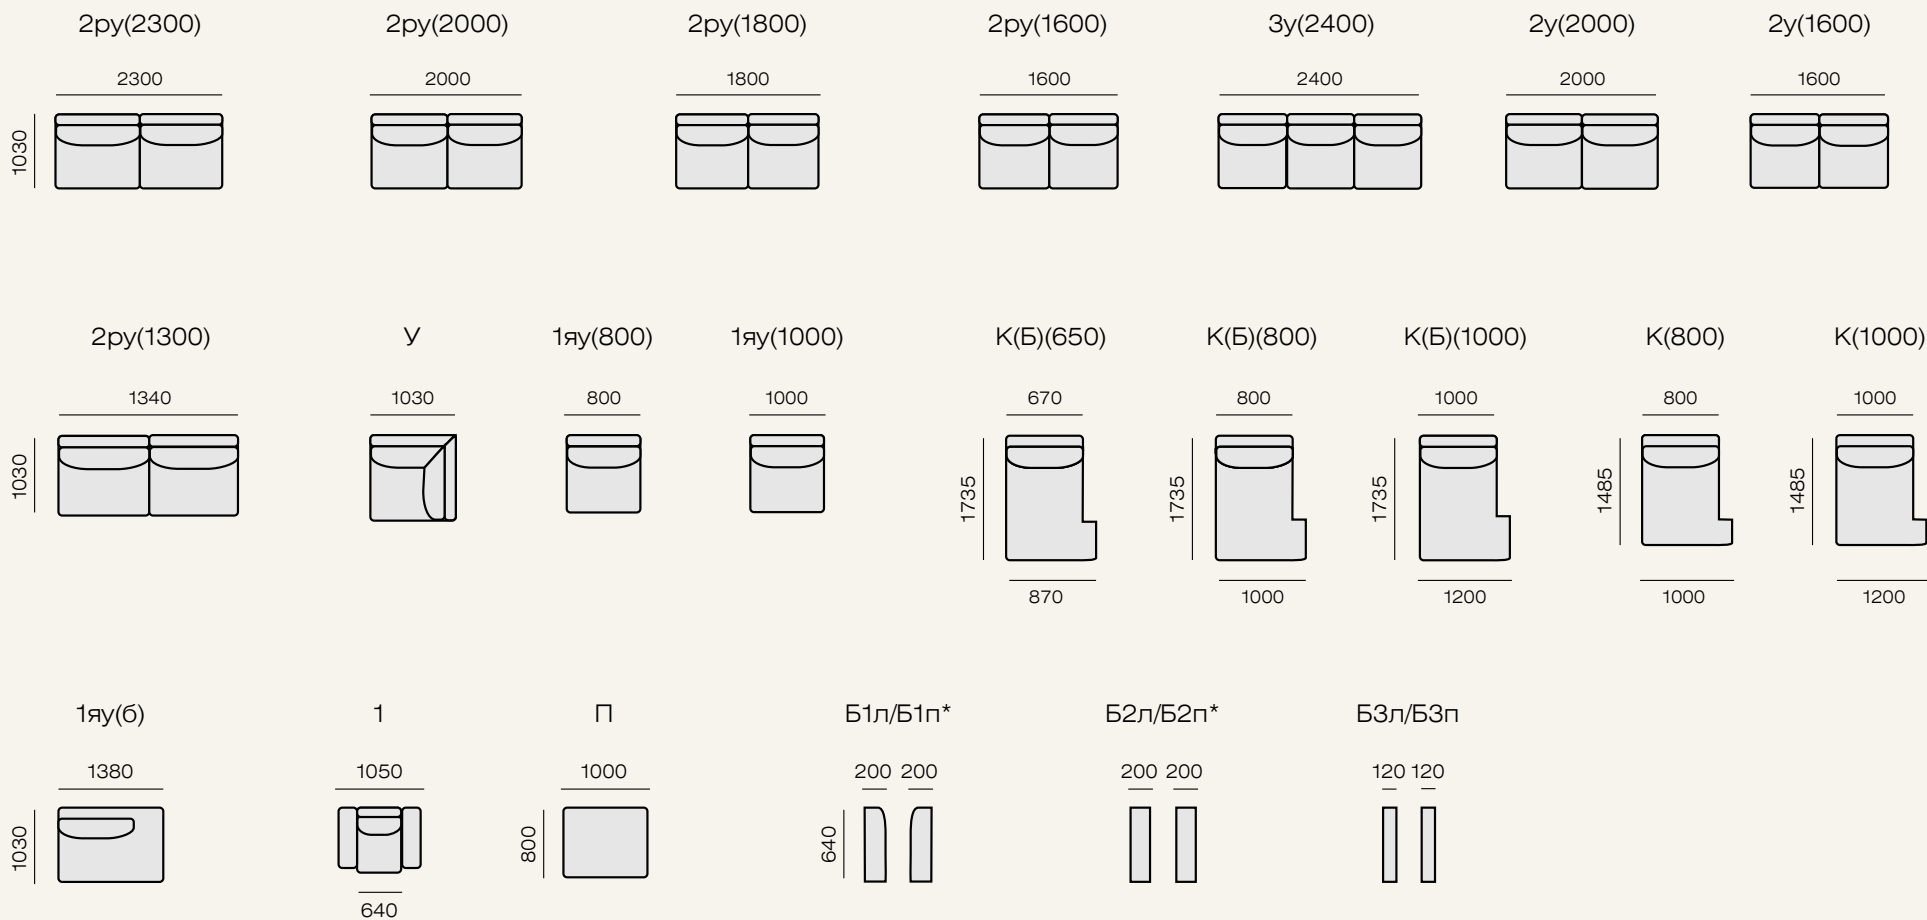 2ру(2300) 2ру(2000) 2ру(1800) 2ру(1600) 3у(2400) 2у(2000) 2у(1600)
2300 2000 1800 1600 2400 2000 1600
1030
2ру(1300) У 1яу(800) 1яу(1000) К(Б)(650) К(Б)(800) К(Б)(1000) К(800) К(1000)
1340 1030 800 1000 670 800 1000 800 1000
1030 1735 1735 1735 1485 1485
870 1000 1200 1000 1200
1яу(б) 1 П Б1л/Б1п* Б2л/Б2п* Б3л/Б3п
1380 1050 1000 200 200 200 200 120 120
1030 800 640
640